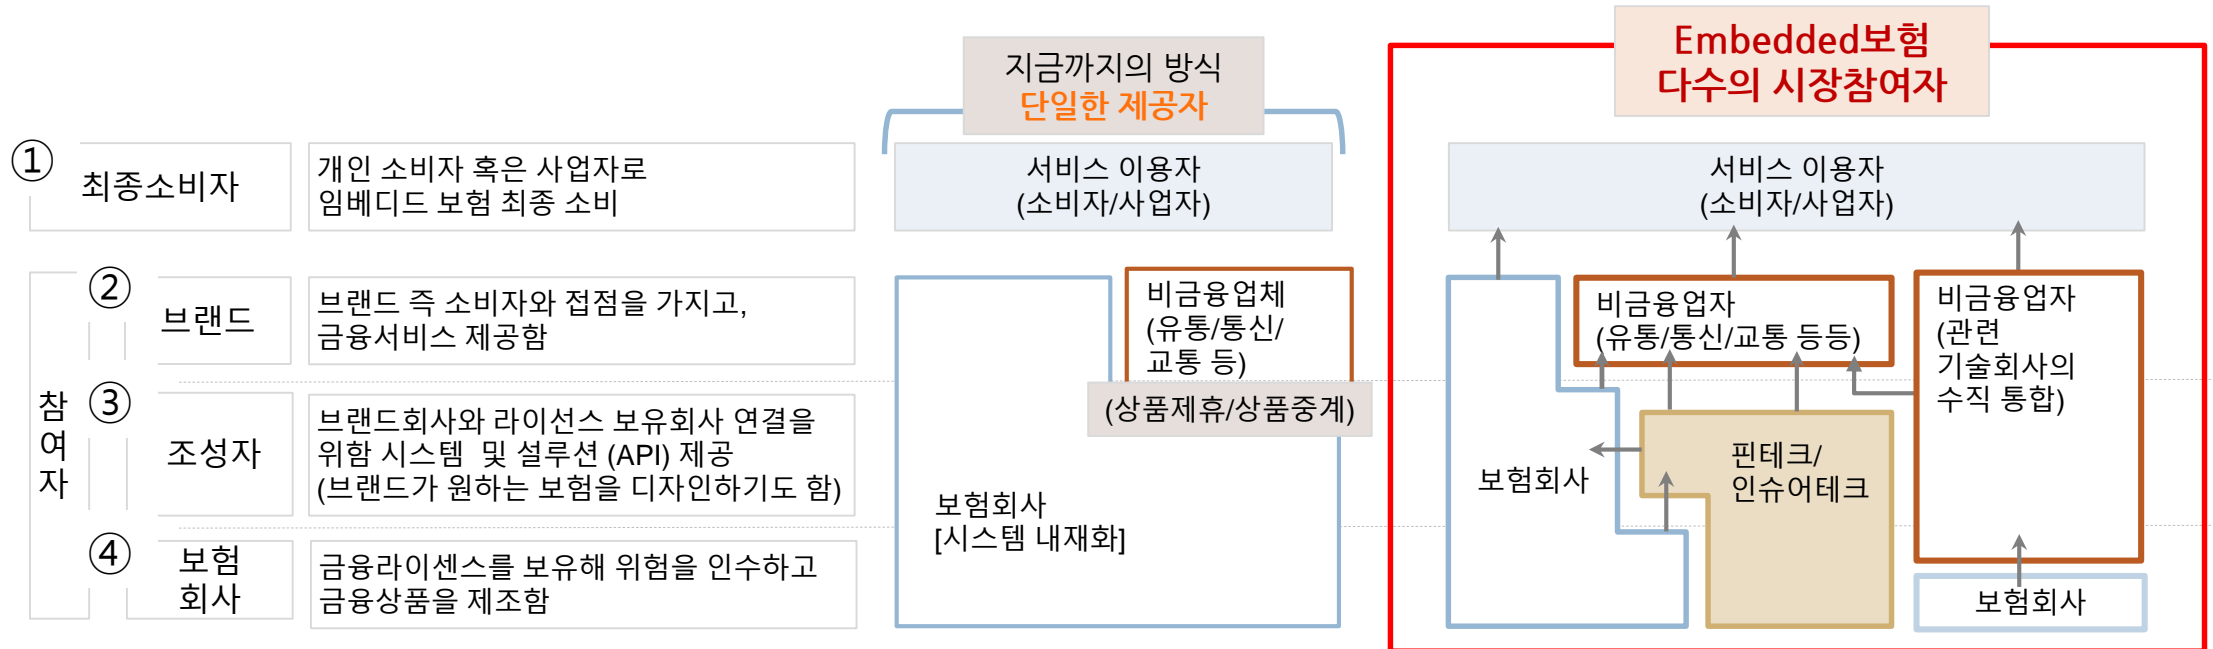 지금까지의 방식
단일한 제공자
Embedded보험
다수의 시장참여자
①
최종소비자
개인 소비자 혹은 사업자로
임베디드 보험 최종 소비
서비스 이용자
(소비자/사업자)
서비스 이용자
(소비자/사업자)
참
여
자
②
브랜드
브랜드 즉 소비자와 접점을 가지고,
금융서비스 제공함
③
조성자
브랜드회사와 라이선스 보유회사 연결을
위함 시스템 및 설루션 (API) 제공
(브랜드가 원하는 보험을 디자인하기도 함)
④
보험
회사
금융라이센스를 보유해 위험을 인수하고
금융상품을 제조함
비금융업체
(유통/통신/
교통 등)
(상품제휴/상품중계)
보험회사
[시스템 내재화]
비금융업자
(유통/통신/교통 등등)
비금융업자
(관련
기술회사의
수직 통합)
보험회사
핀테크/
인슈어테크
보험회사